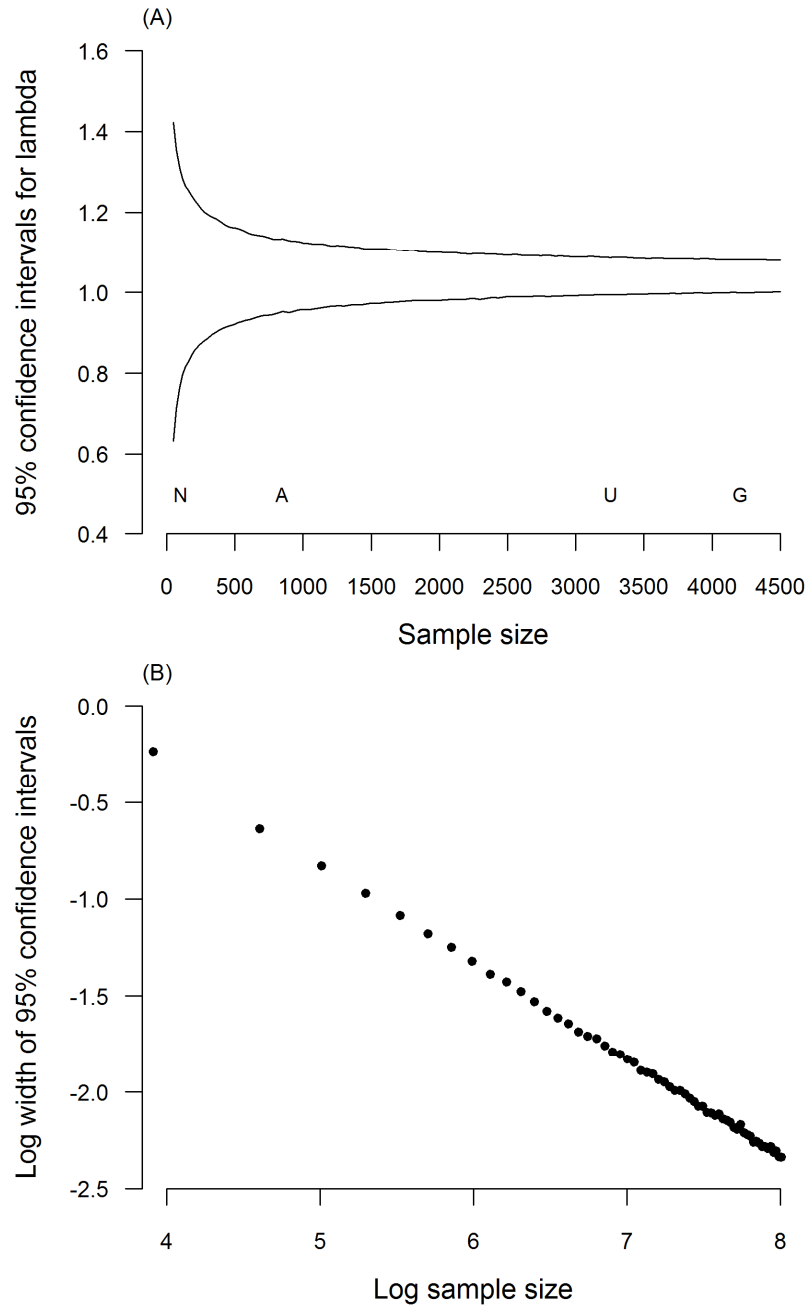 (A)
95% confidence intervals for lambda
1.6
1.4
1.2
1.0
0.8
0.6
0.4
N A U G
0 500 1000 1500 2000 2500 3000 3500 4000 4500
Sample size
(B)
Log width of 95% confidence intervals
0.0
-0.5
-1.0
-1.5
-2.0
-2.5
4 5 6 7 8
Log sample size